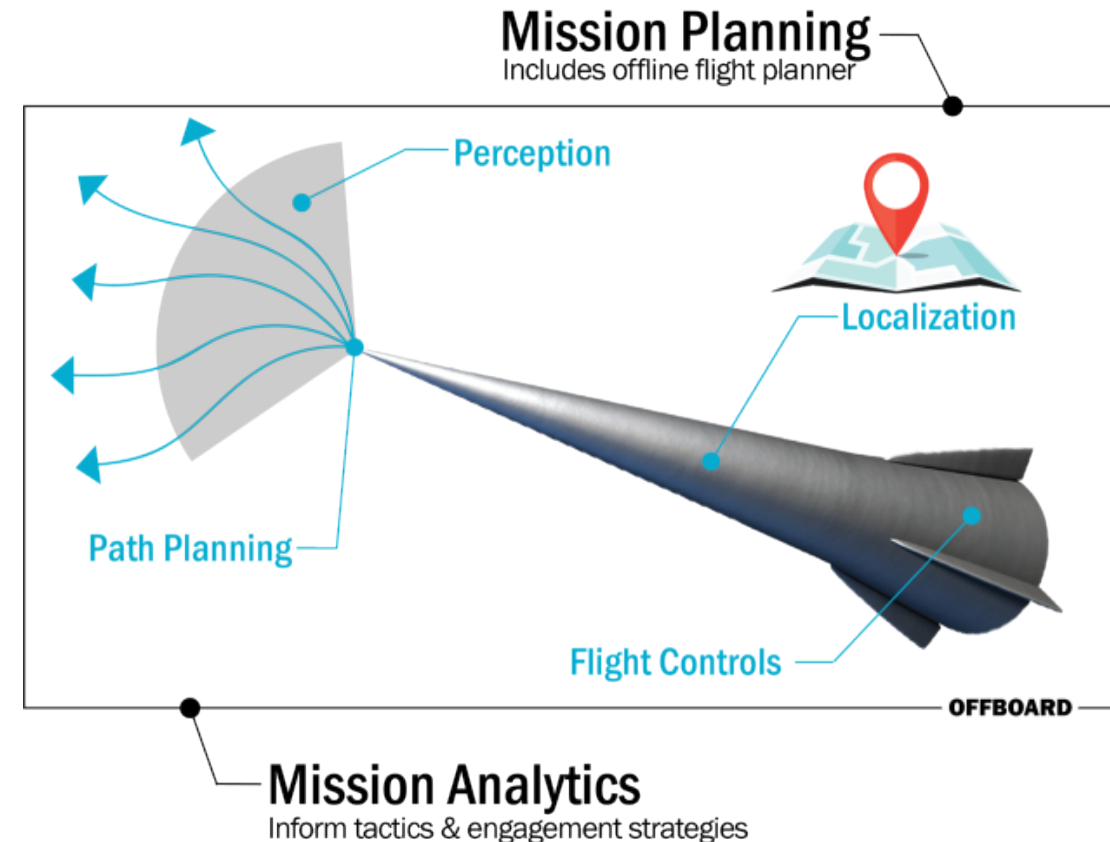 Mission Planning
Includes offline flight planner
Perception
Localization
Path Planning
Flight Controls
OFFBOARD
Mission Analytics
Inform tactics & engagement strategies